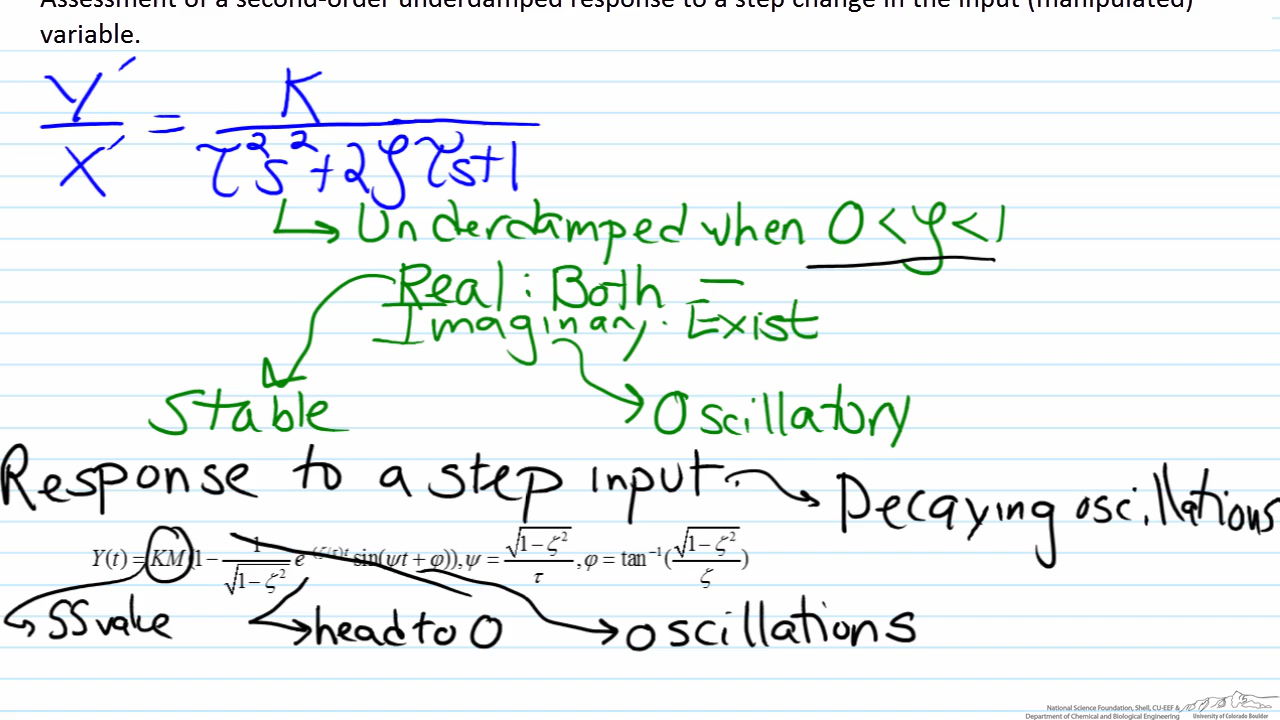 Assessment of a second-order underdamped response to a step change in the input (manipulated)
variable.
Y′/X′ = K/(τ²s²+2ζτs+1)
↳ Underdamped when 0<ζ<1
Real: Both –
Imaginary: Exist
Stable
Oscillatory
Response to a step input → Decaying oscillations
Y(t) = KM(1 − 1/√(1−ζ²) e^(−(ζ/τ)t) sin(ψt + φ)), ψ = √(1−ζ²)/τ, φ = tan⁻¹(√(1−ζ²)/ζ)
SS value
head to 0
oscillations
National Science Foundation, Shell, CU-EEF &
Department of Chemical and Biological Engineering
University of Colorado Boulder